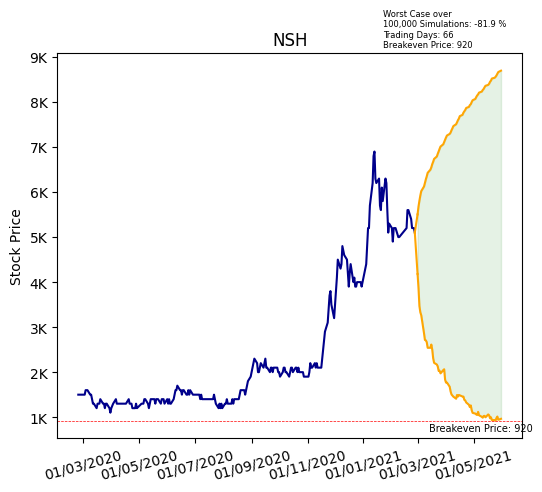 Worst Case over
100,000 Simulations: -81.9 %
Trading Days: 66
Breakeven Price: 920
NSH
9K
8K
7K
6K
5K
4K
3K
2K
1K
Stock Price
Breakeven Price: 920
01/03/2020 01/05/2020 01/07/2020 01/09/2020 01/11/2020 01/01/2021 01/03/2021 01/05/2021